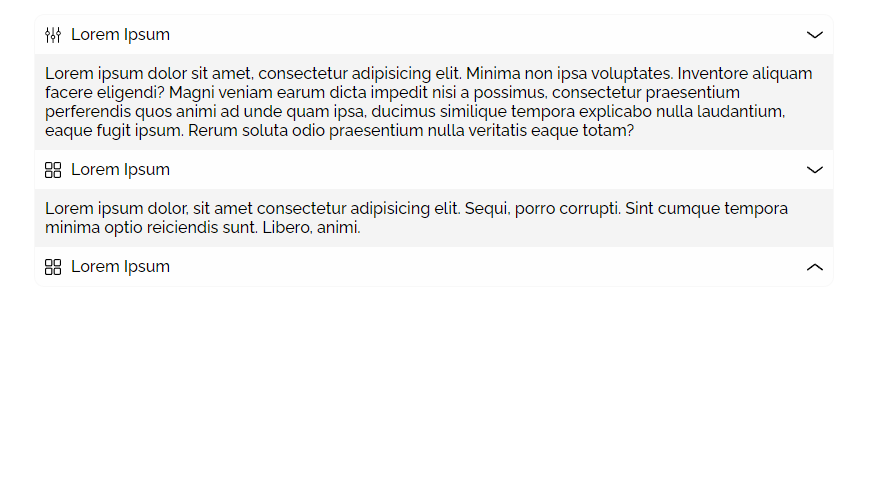 Lorem Ipsum
Lorem ipsum dolor sit amet, consectetur adipisicing elit. Minima non ipsa voluptates. Inventore aliquam
facere eligendi? Magni veniam earum dicta impedit nisi a possimus, consectetur praesentium
perferendis quos animi ad unde quam ipsa, ducimus similique tempora explicabo nulla laudantium,
eaque fugit ipsum. Rerum soluta odio praesentium nulla veritatis eaque totam?
Lorem Ipsum
Lorem ipsum dolor, sit amet consectetur adipisicing elit. Sequi, porro corrupti. Sint cumque tempora
minima optio reiciendis sunt. Libero, animi.
Lorem Ipsum